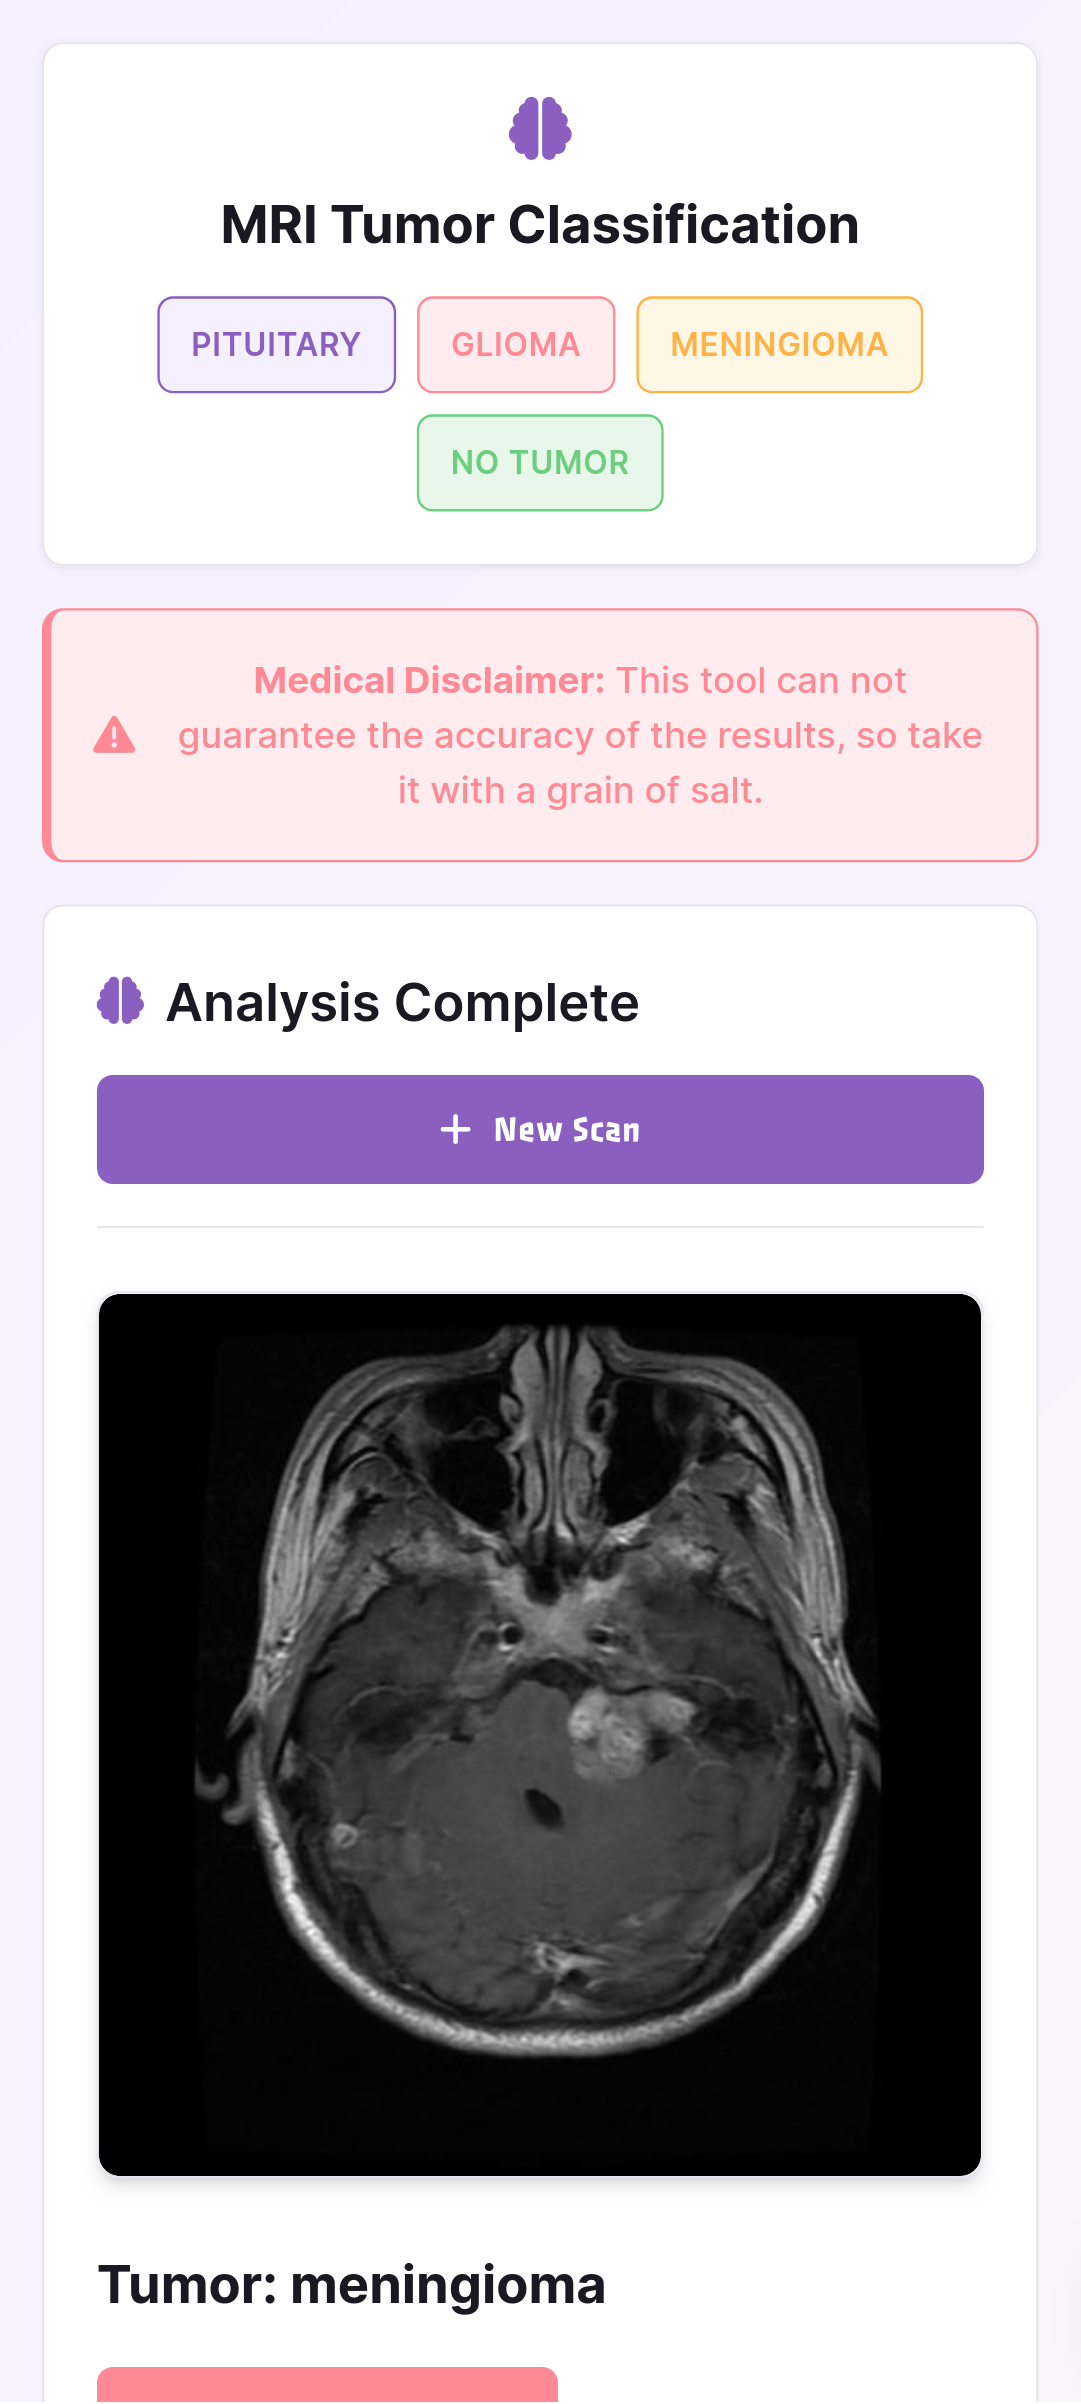 MRI Tumor Classification
PITUITARY
GLIOMA
MENINGIOMA
NO TUMOR
Medical Disclaimer: This tool can not
guarantee the accuracy of the results, so take
it with a grain of salt.
Analysis Complete
New Scan
Tumor: meningioma